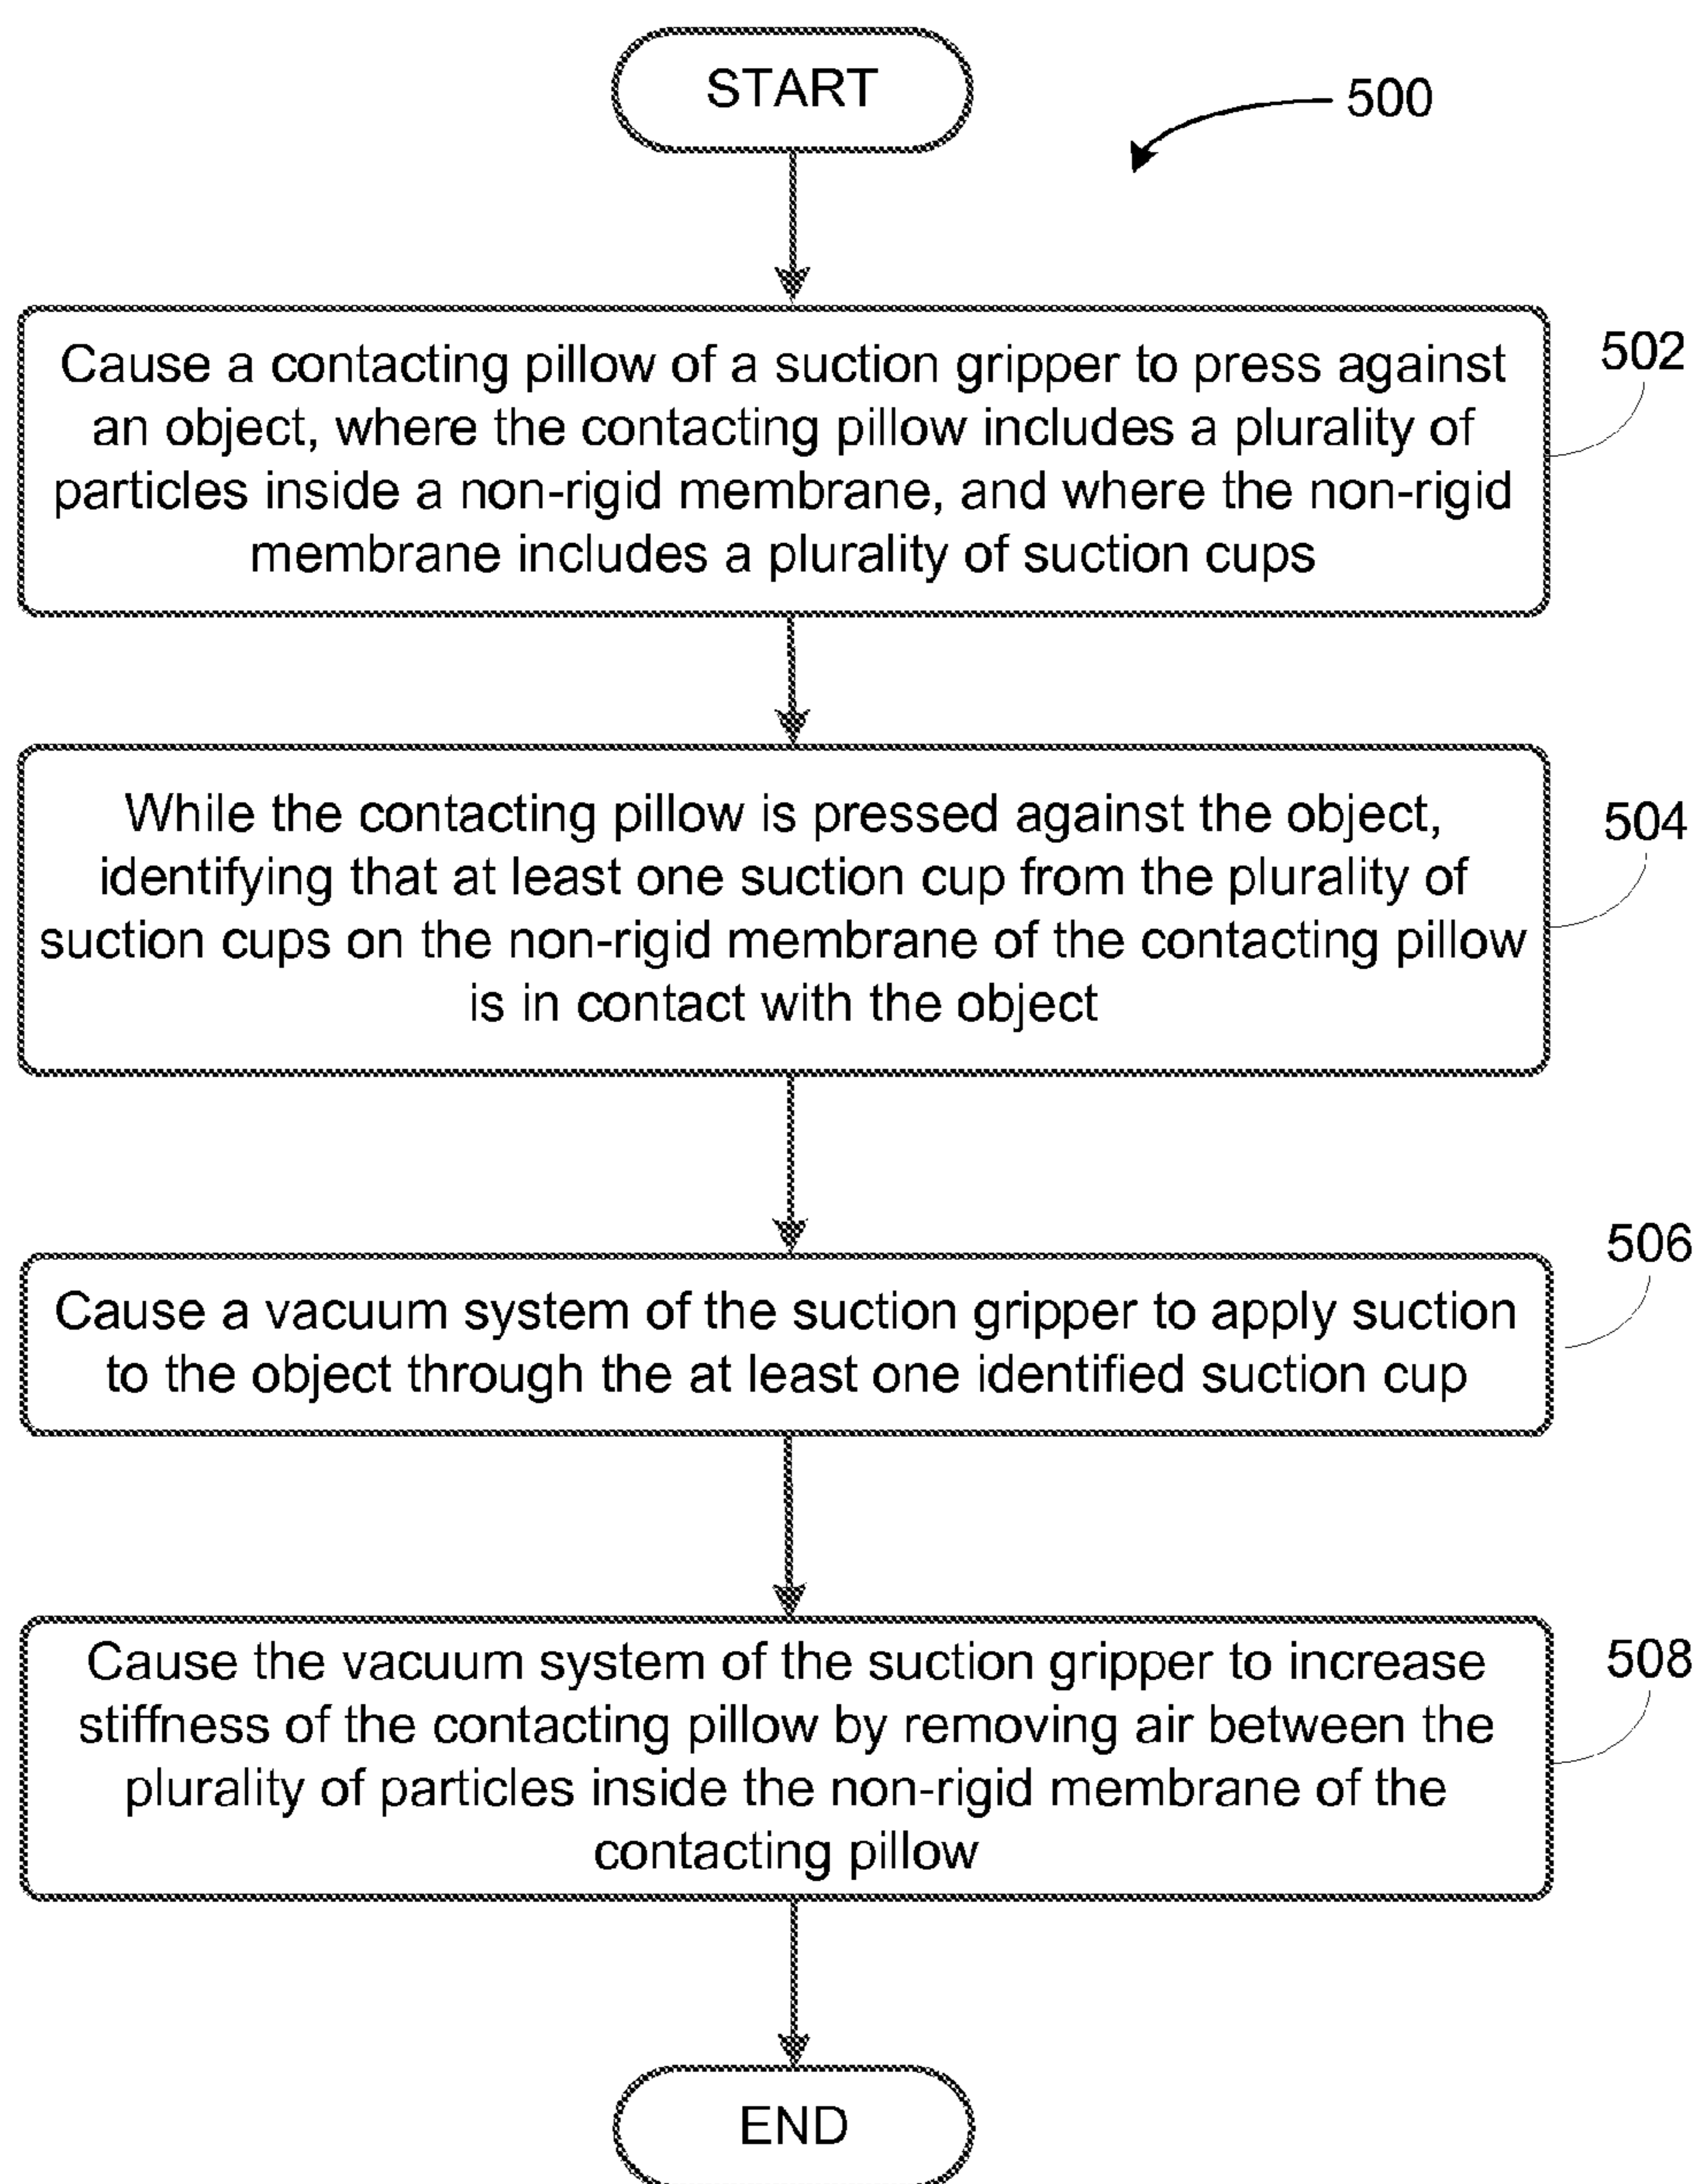 START
500
Cause a contacting pillow of a suction gripper to press against
an object, where the contacting pillow includes a plurality of
particles inside a non-rigid membrane, and where the non-rigid
membrane includes a plurality of suction cups
502
While the contacting pillow is pressed against the object,
identifying that at least one suction cup from the plurality of
suction cups on the non-rigid membrane of the contacting pillow
is in contact with the object
504
Cause a vacuum system of the suction gripper to apply suction
to the object through the at least one identified suction cup
506
Cause the vacuum system of the suction gripper to increase
stiffness of the contacting pillow by removing air between the
plurality of particles inside the non-rigid membrane of the
contacting pillow
508
END